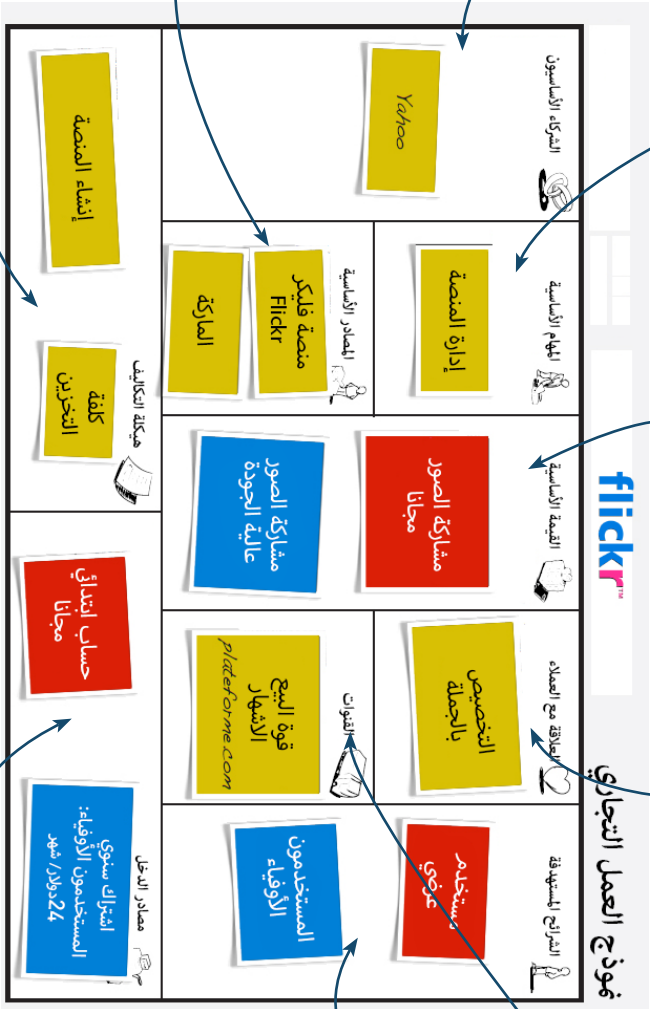 نموذج العمل التجاري
flickr™
الشركاء الأساسيون
Yahoo
المهام الأساسية
إدارة المنصة
المصادر الأساسية
منصة فليكر
Flickr
الماركة
القيمة الأساسية
مشاركة الصور
مجانا
مشاركة الصور
عالية الجودة
العلاقة مع العملاء
التخصيص
بالجملة
القنوات
قوة البيع
الاشهار
plateforme.com
الشرائح المستهدفة
مستخدم
عرضي
المستخدمون
الأوفياء
هيكلة التكاليف
إنشاء المنصة
كلفة
التخزين
مصادر الدخل
حساب ابتدائي
مجانا
اشتراك سنوي
المستخدمون الأوفياء:
24دولار/ شهر